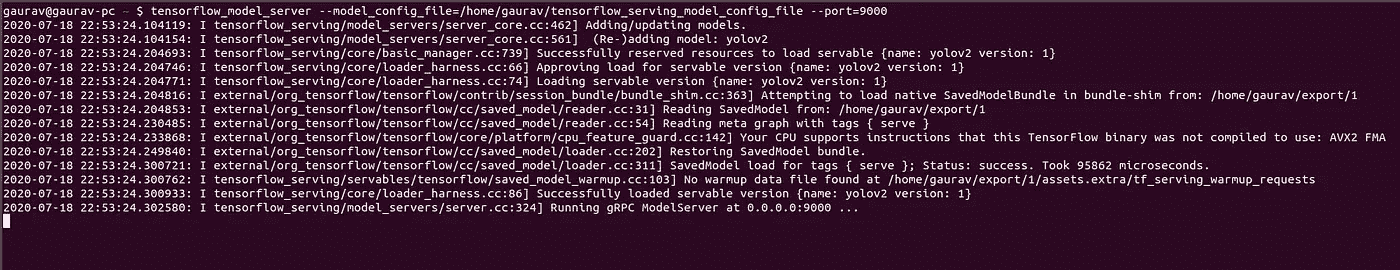 gaurav@gaurav-pc ~ $ tensorflow_model_server --model_config_file=/home/gaurav/tensorflow_serving_model_config_file --port=9000
2020-07-18 22:53:24.104119: I tensorflow_serving/model_servers/server_core.cc:462] Adding/updating models.
2020-07-18 22:53:24.104154: I tensorflow_serving/model_servers/server_core.cc:561]  (Re-)adding model: yolov2
2020-07-18 22:53:24.204693: I tensorflow_serving/core/basic_manager.cc:739] Successfully reserved resources to load servable {name: yolov2 version: 1}
2020-07-18 22:53:24.204746: I tensorflow_serving/core/loader_harness.cc:66] Approving load for servable version {name: yolov2 version: 1}
2020-07-18 22:53:24.204771: I tensorflow_serving/core/loader_harness.cc:74] Loading servable version {name: yolov2 version: 1}
2020-07-18 22:53:24.204816: I external/org_tensorflow/tensorflow/contrib/session_bundle/bundle_shim.cc:363] Attempting to load native SavedModelBundle in bundle-shim from: /home/gaurav/export/1
2020-07-18 22:53:24.204853: I external/org_tensorflow/tensorflow/cc/saved_model/reader.cc:31] Reading SavedModel from: /home/gaurav/export/1
2020-07-18 22:53:24.230485: I external/org_tensorflow/tensorflow/cc/saved_model/reader.cc:54] Reading meta graph with tags { serve }
2020-07-18 22:53:24.233868: I external/org_tensorflow/tensorflow/core/platform/cpu_feature_guard.cc:142] Your CPU supports instructions that this TensorFlow binary was not compiled to use: AVX2 FMA
2020-07-18 22:53:24.249840: I external/org_tensorflow/tensorflow/cc/saved_model/loader.cc:202] Restoring SavedModel bundle.
2020-07-18 22:53:24.300721: I external/org_tensorflow/tensorflow/cc/saved_model/loader.cc:311] SavedModel load for tags { serve }; Status: success. Took 95862 microseconds.
2020-07-18 22:53:24.300762: I tensorflow_serving/servables/tensorflow/saved_model_warmup.cc:103] No warmup data file found at /home/gaurav/export/1/assets.extra/tf_serving_warmup_requests
2020-07-18 22:53:24.300933: I tensorflow_serving/core/loader_harness.cc:86] Successfully loaded servable version {name: yolov2 version: 1}
2020-07-18 22:53:24.302580: I tensorflow_serving/model_servers/server.cc:324] Running gRPC ModelServer at 0.0.0.0:9000 ...